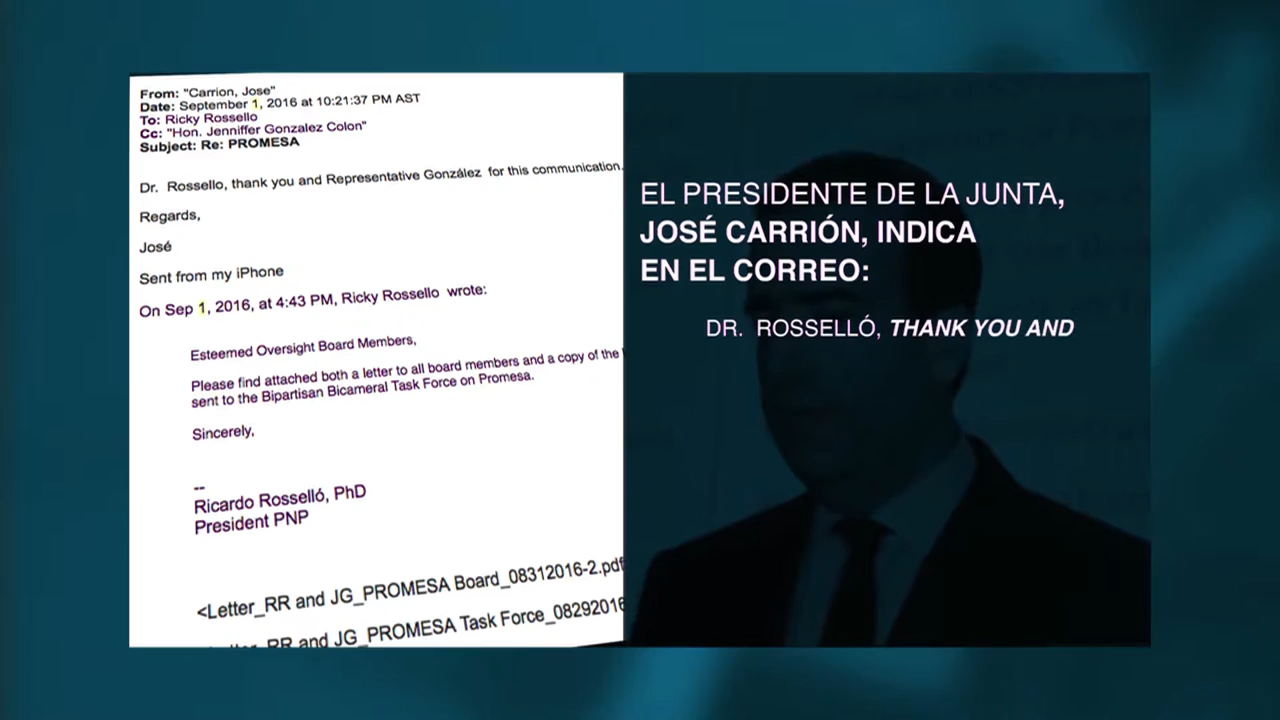 From: "Carrion, Jose"
Date: September 1, 2016 at 10:21:37 PM AST
To: Ricky Rossello
Cc: "Hon. Jenniffer Gonzalez Colon"
Subject: Re: PROMESA
Dr. Rossello, thank you and Representative González for this communication.
Regards,
José
Sent from my iPhone
On Sep 1, 2016, at 4:43 PM, Ricky Rossello wrote:
Esteemed Oversight Board Members,
Please find attached both a letter to all board members and a copy of the
sent to the Bipartisan Bicameral Task Force on Promesa.
Sincerely,
--
Ricardo Rosselló, PhD
President PNP
<Letter_RR and JG_PROMESA Board_08312016-2.pdf
RR and JG_PROMESA Task Force_08292016
EL PRESIDENTE DE LA JUNTA,
JOSÉ CARRIÓN, INDICA
EN EL CORREO:
DR. ROSSELLÓ, THANK YOU AND